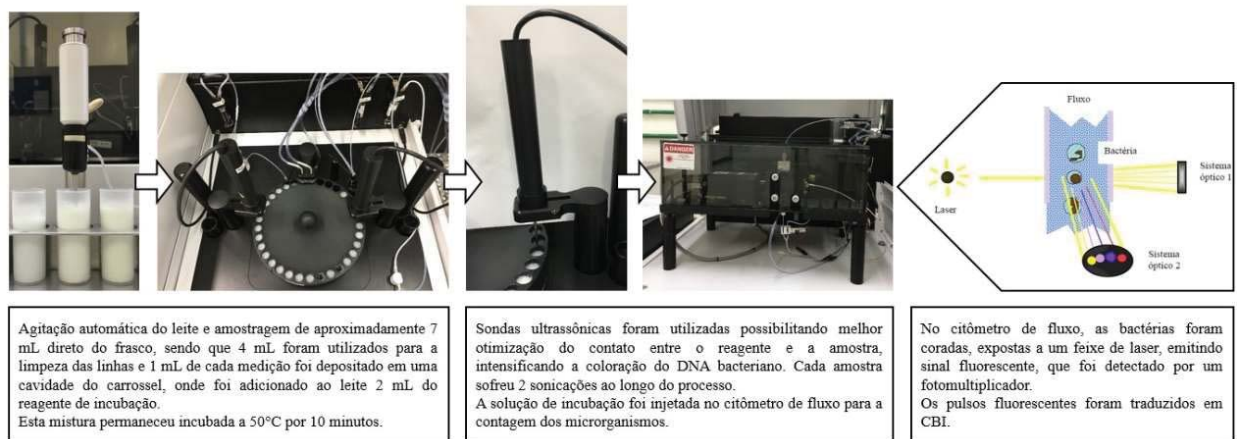 DANGER
Fluxo
Bactéria
Laser
Sistema
óptico 1
Sistema
óptico 2
Agitação automática do leite e amostragem de aproximadamente 7
mL direto do frasco, sendo que 4 mL foram utilizados para a
limpeza das linhas e 1 mL de cada medição foi depositado em uma
cavidade do carrossel, onde foi adicionado ao leite 2 mL do
reagente de incubação.
Esta mistura permaneceu incubada a 50°C por 10 minutos.
Sondas ultrassônicas foram utilizadas possibilitando melhor
otimização do contato entre o reagente e a amostra,
intensificando a coloração do DNA bacteriano. Cada amostra
sofreu 2 sonicações ao longo do processo.
A solução de incubação foi injetada no citômetro de fluxo para a
contagem dos microrganismos.
No citômetro de fluxo, as bactérias foram
coradas, expostas a um feixe de laser, emitindo
sinal fluorescente, que foi detectado por um
fotomultiplicador.
Os pulsos fluorescentes foram traduzidos em
CBI.